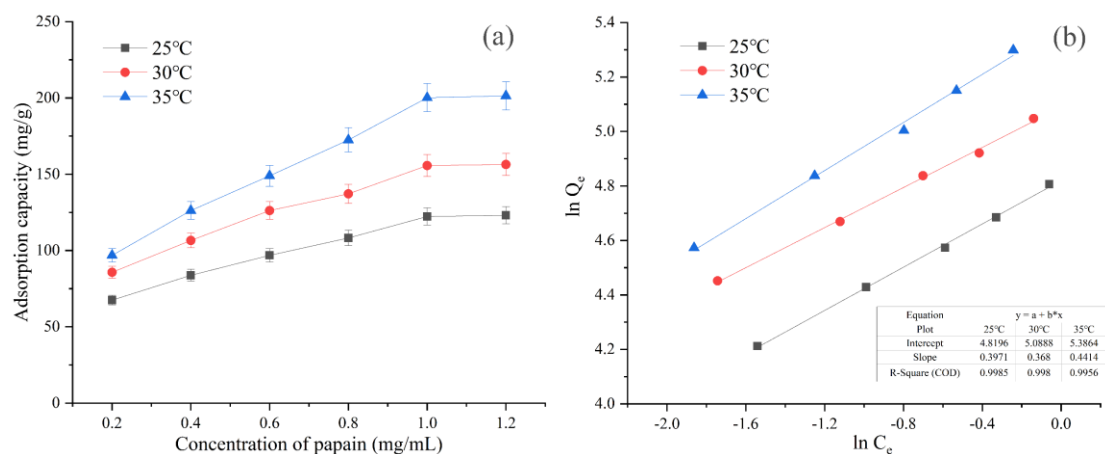 (a)
25°C
30°C
35°C
Adsorption capacity (mg/g)
250
200
150
100
50
0
0.2 0.4 0.6 0.8 1.0 1.2
Concentration of papain (mg/mL)
(b)
25°C
30°C
35°C
ln Qₑ
5.4
5.2
5.0
4.8
4.6
4.4
4.2
4.0
Equation y = a + b*x
Plot 25°C 30°C 35°C
Intercept 4.8196 5.0888 5.3864
Slope 0.3971 0.368 0.4414
R-Square (COD) 0.9985 0.998 0.9956
-2.0 -1.6 -1.2 -0.8 -0.4 0.0
ln Cₑ